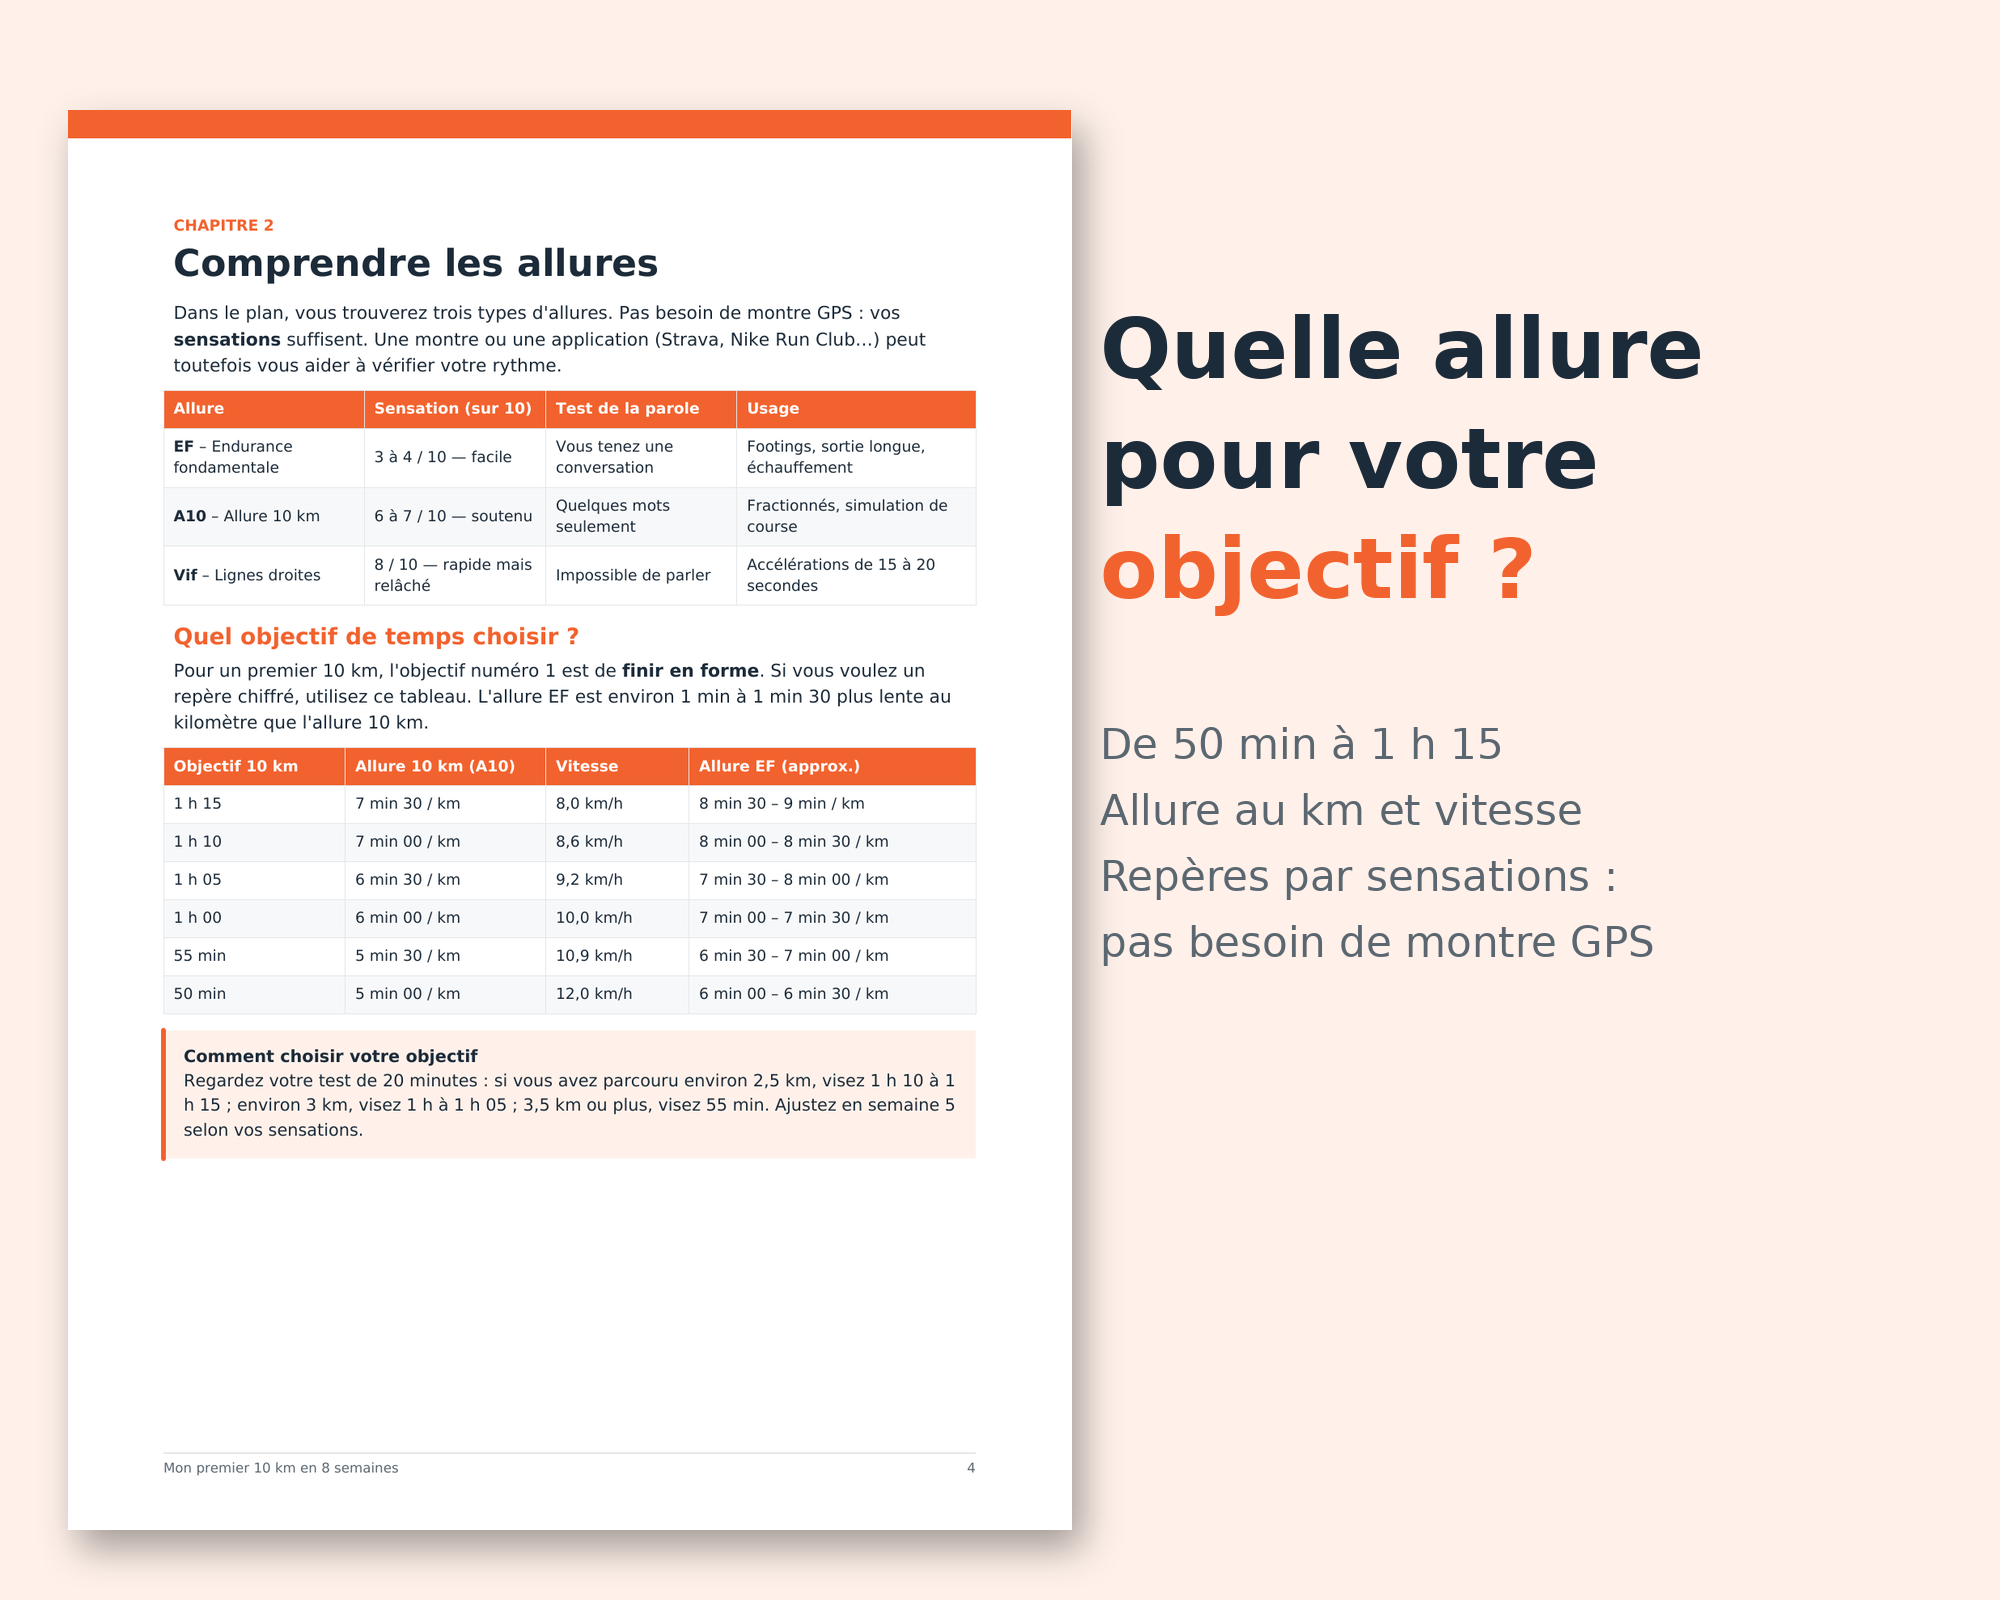 CHAPITRE 2
Comprendre les allures
Dans le plan, vous trouverez trois types d'allures. Pas besoin de montre GPS : vos
sensations suffisent. Une montre ou une application (Strava, Nike Run Club…) peut
toutefois vous aider à vérifier votre rythme.
Allure Sensation (sur 10) Test de la parole Usage
EF – Endurance fondamentale 3 à 4 / 10 — facile Vous tenez une conversation Footings, sortie longue, échauffement
A10 – Allure 10 km 6 à 7 / 10 — soutenu Quelques mots seulement Fractionnés, simulation de course
Vif – Lignes droites 8 / 10 — rapide mais relâché Impossible de parler Accélérations de 15 à 20 secondes
Quel objectif de temps choisir ?
Pour un premier 10 km, l'objectif numéro 1 est de finir en forme. Si vous voulez un
repère chiffré, utilisez ce tableau. L'allure EF est environ 1 min à 1 min 30 plus lente au
kilomètre que l'allure 10 km.
Objectif 10 km Allure 10 km (A10) Vitesse Allure EF (approx.)
1 h 15 7 min 30 / km 8,0 km/h 8 min 30 – 9 min / km
1 h 10 7 min 00 / km 8,6 km/h 8 min 00 – 8 min 30 / km
1 h 05 6 min 30 / km 9,2 km/h 7 min 30 – 8 min 00 / km
1 h 00 6 min 00 / km 10,0 km/h 7 min 00 – 7 min 30 / km
55 min 5 min 30 / km 10,9 km/h 6 min 30 – 7 min 00 / km
50 min 5 min 00 / km 12,0 km/h 6 min 00 – 6 min 30 / km
Comment choisir votre objectif
Regardez votre test de 20 minutes : si vous avez parcouru environ 2,5 km, visez 1 h 10 à 1
h 15 ; environ 3 km, visez 1 h à 1 h 05 ; 3,5 km ou plus, visez 55 min. Ajustez en semaine 5
selon vos sensations.
Mon premier 10 km en 8 semaines 4
Quelle allure
pour votre
objectif ?
De 50 min à 1 h 15
Allure au km et vitesse
Repères par sensations :
pas besoin de montre GPS